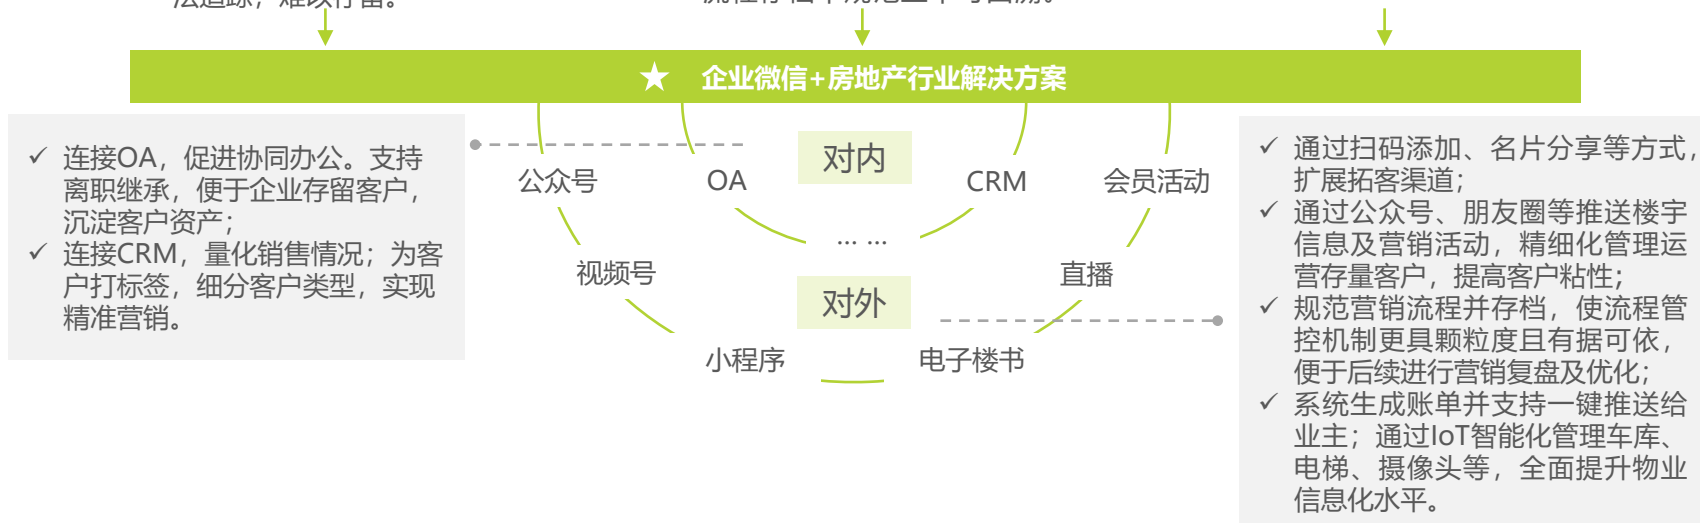 ★ 企业微信+房地产行业解决方案
✓ 连接OA，促进协同办公。支持
离职继承，便于企业存留客户，
沉淀客户资产；
✓ 连接CRM，量化销售情况；为客
户打标签，细分客户类型，实现
精准营销。
对内
公众号
OA
CRM
会员活动
... ...
视频号
直播
对外
小程序
电子楼书
✓ 通过扫码添加、名片分享等方式，
扩展拓客渠道；
✓ 通过公众号、朋友圈等推送楼宇
信息及营销活动，精细化管理运
营存量客户，提高客户粘性；
✓ 规范营销流程并存档，使流程管
控机制更具颗粒度且有据可依，
便于后续进行营销复盘及优化；
✓ 系统生成账单并支持一键推送给
业主；通过IoT智能化管理车库、
电梯、摄像头等，全面提升物业
信息化水平。